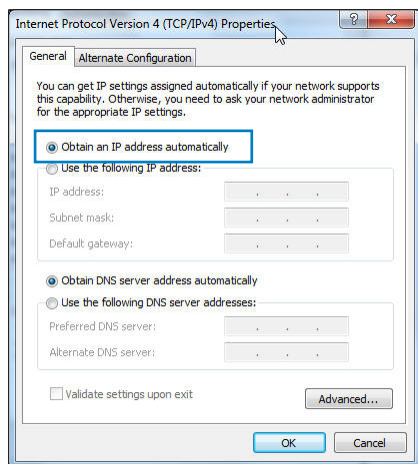 Internet Protocol Version 4 (TCP/IPv4) Properties
General
Alternate Configuration
You can get IP settings assigned automatically if your network supports
this capability. Otherwise, you need to ask your network administrator
for the appropriate IP settings.
Obtain an IP address automatically
Use the following IP address:
IP address:
Subnet mask:
Default gateway:
Obtain DNS server address automatically
Use the following DNS server addresses:
Preferred DNS server:
Alternate DNS server:
Validate settings upon exit
Advanced...
OK
Cancel